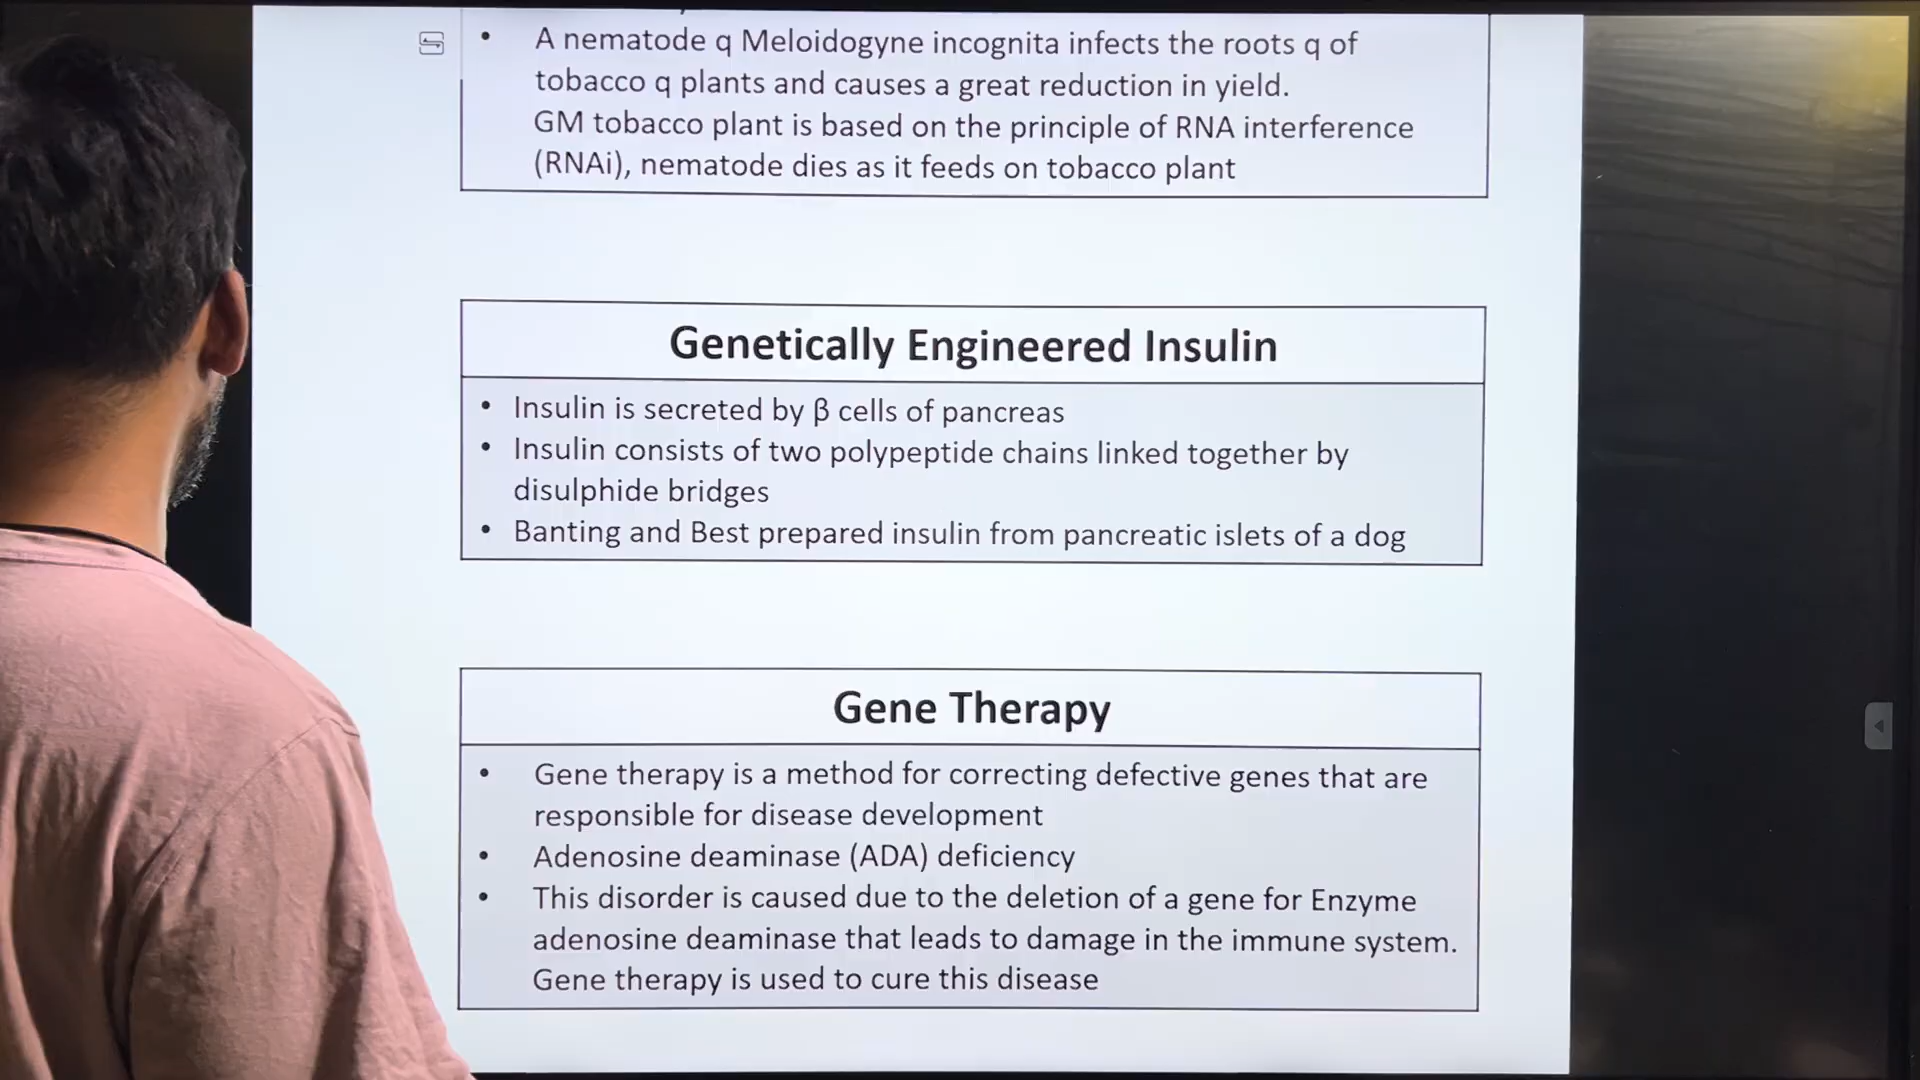 • A nematode q Meloidogyne incognita infects the roots q of
tobacco q plants and causes a great reduction in yield.
GM tobacco plant is based on the principle of RNA interference
(RNAi), nematode dies as it feeds on tobacco plant
Genetically Engineered Insulin
• Insulin is secreted by β cells of pancreas
• Insulin consists of two polypeptide chains linked together by
disulphide bridges
• Banting and Best prepared insulin from pancreatic islets of a dog
Gene Therapy
• Gene therapy is a method for correcting defective genes that are
responsible for disease development
• Adenosine deaminase (ADA) deficiency
• This disorder is caused due to the deletion of a gene for Enzyme
adenosine deaminase that leads to damage in the immune system.
Gene therapy is used to cure this disease